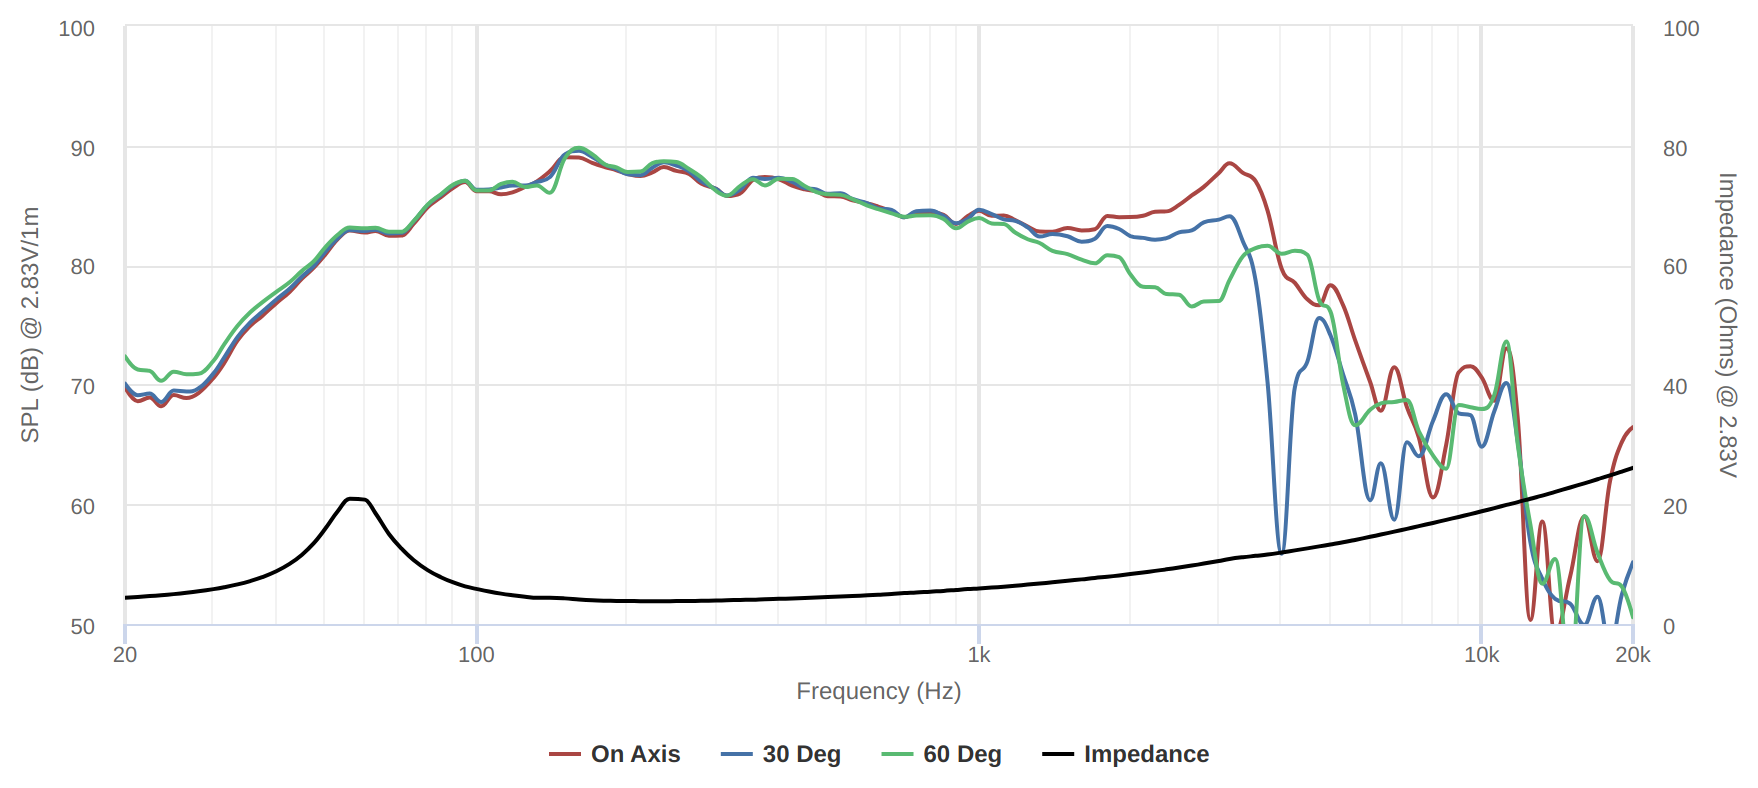 100
90
80
70
60
50
SPL (dB) @ 2.83V/1m
100
80
60
40
20
0
Impedance (Ohms) @ 2.83V
20
100
1k
10k
20k
Frequency (Hz)
On Axis
30 Deg
60 Deg
Impedance